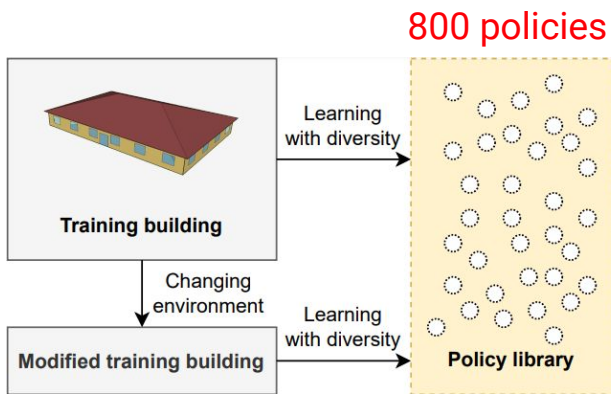 800 policies
Learning
with diversity
Training building
Changing
environment
Learning
with diversity
Modified training building
Policy library